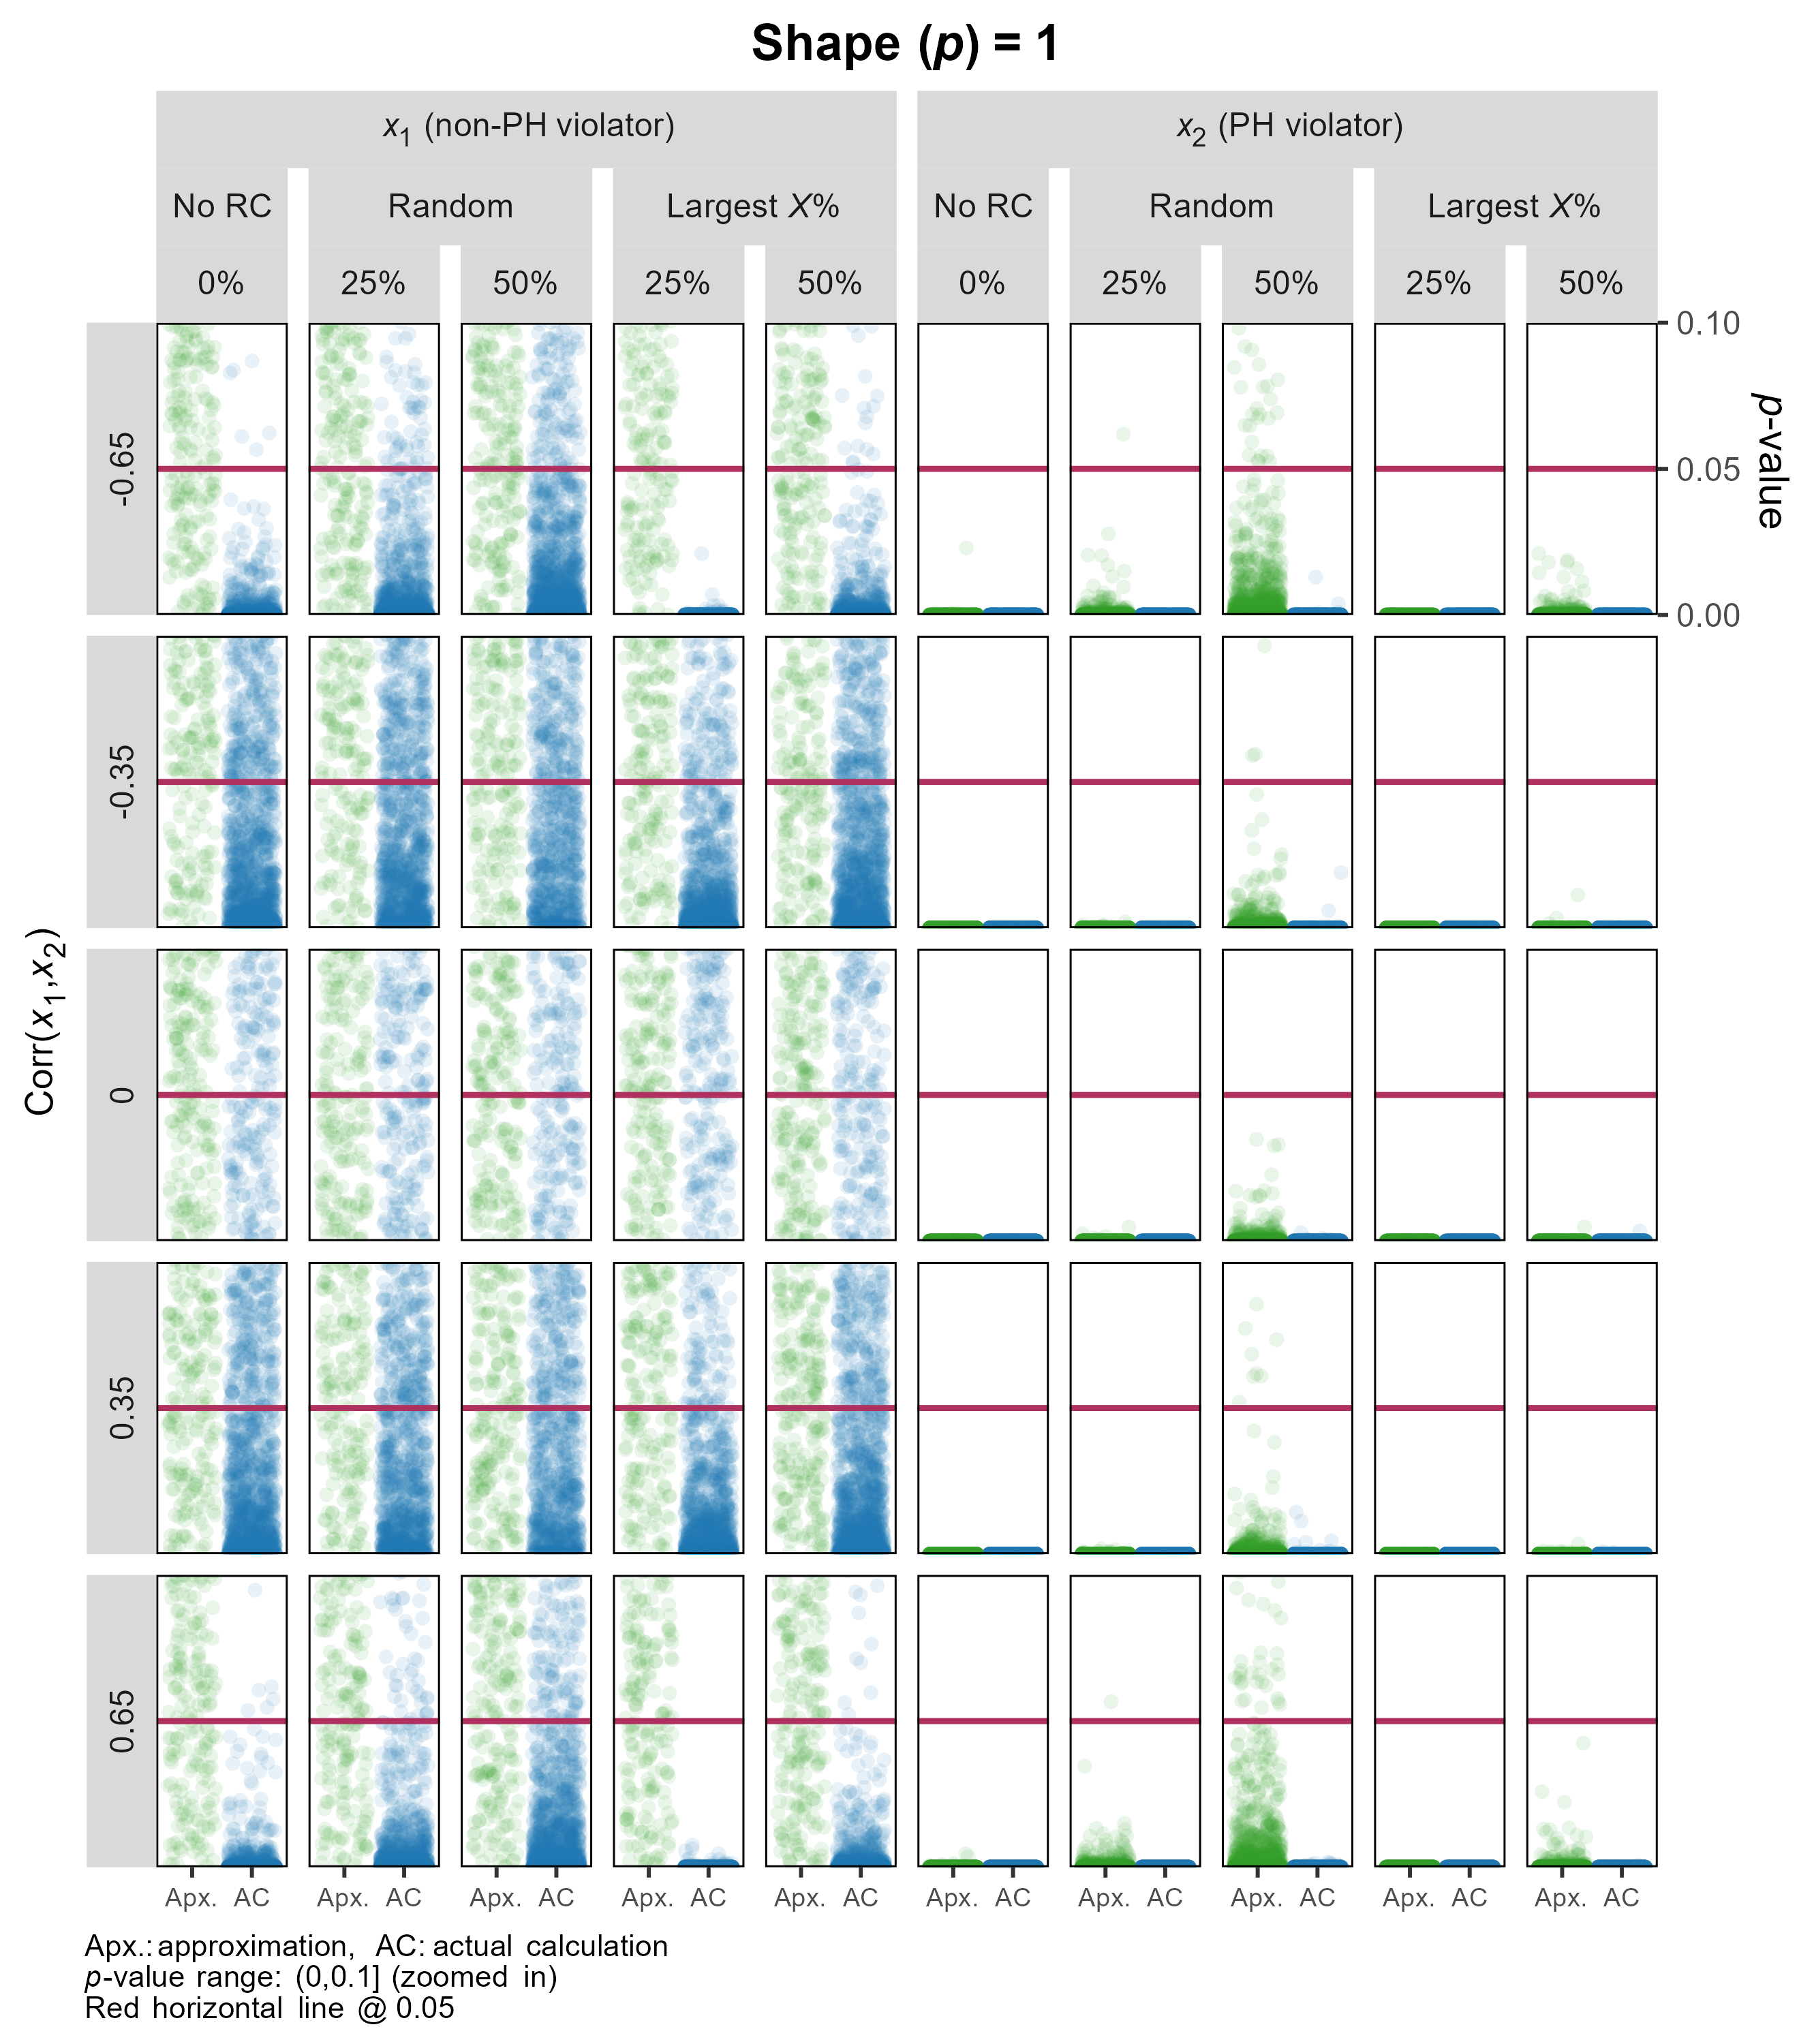 Shape (p) = 1
x1 (non-PH violator) x2 (PH violator)
No RC Random Largest X% No RC Random Largest X%
0% 25% 50% 25% 50% 0% 25% 50% 25% 50%
0.10
0.05
0.00
p-value
-0.65
-0.35
0
0.35
0.65
Corr(x1,x2)
Apx. AC Apx. AC Apx. AC Apx. AC Apx. AC Apx. AC Apx. AC Apx. AC Apx. AC Apx. AC
Apx.: approximation, AC: actual calculation
p-value range: (0,0.1] (zoomed in)
Red horizontal line @ 0.05